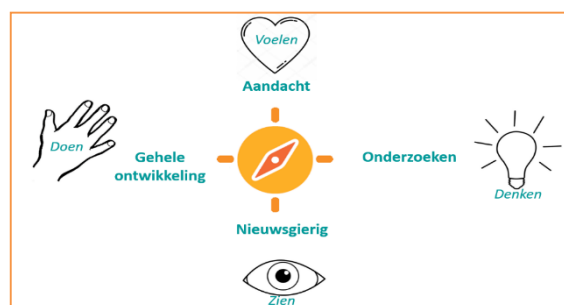 Voelen
Aandacht
Doen
Gehele
ontwikkeling
Onderzoeken
Denken
Nieuwsgierig
Zien